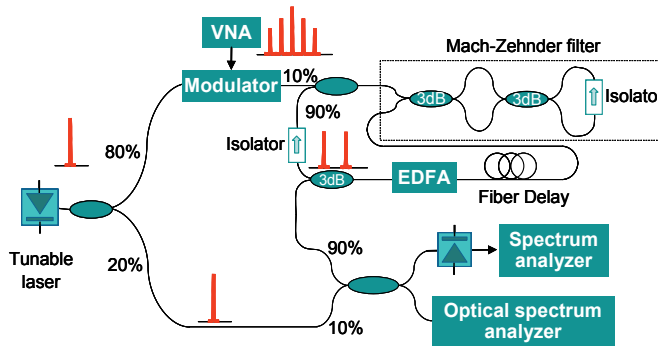 VNA
Mach-Zehnder filter
Modulator
10%
3dB
3dB
Isolato
90%
Isolator
80%
3dB
EDFA
Fiber Delay
Tunable
laser
20%
90%
10%
Spectrum
analyzer
Optical spectrum
analyzer